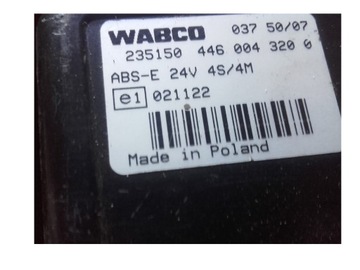 WABCO 037 50/07
235150 446 004 320 0
ABS-E 24V 4S/4M
e1 021122
Made in Poland